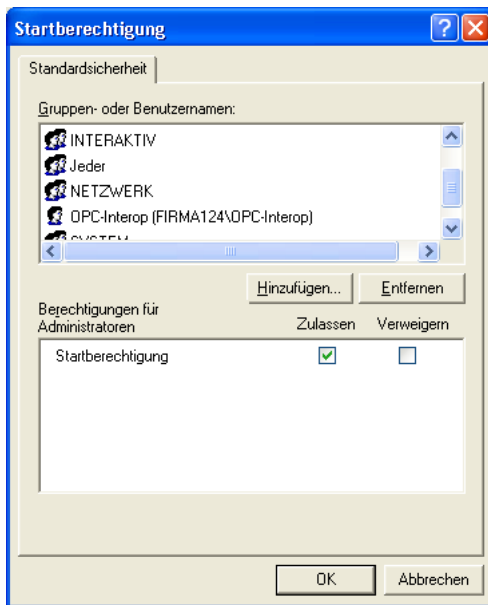 Startberechtigung
Standardsicherheit
Gruppen- oder Benutzernamen:
INTERAKTIV
Jeder
NETZWERK
OPC-Interop (FIRMA124\OPC-Interop)
SYSTEM
Hinzufügen...
Entfernen
Berechtigungen für
Administratoren
Zulassen
Verweigern
Startberechtigung
OK
Abbrechen